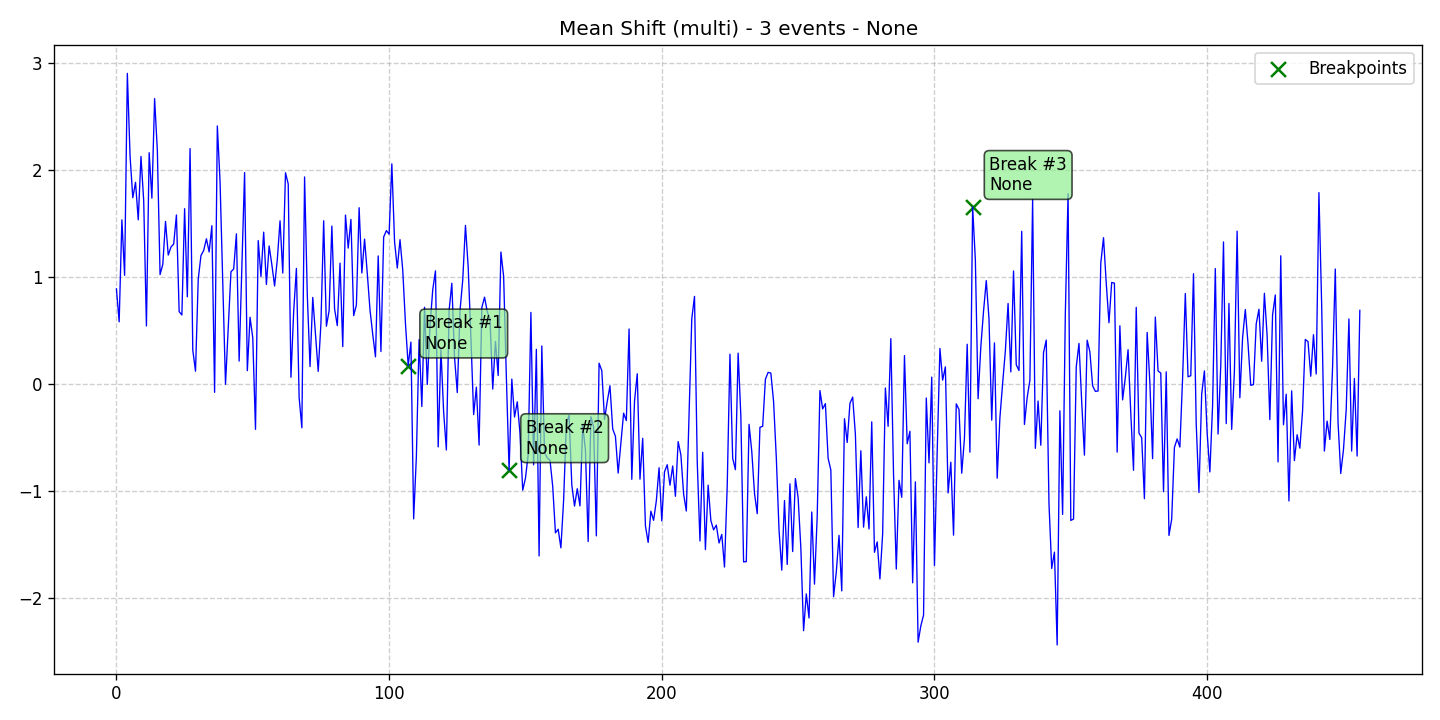 Mean Shift (multi) - 3 events - None
Breakpoints
3
2
1
0
−1
−2
Break #1
None
Break #2
None
Break #3
None
0
100
200
300
400